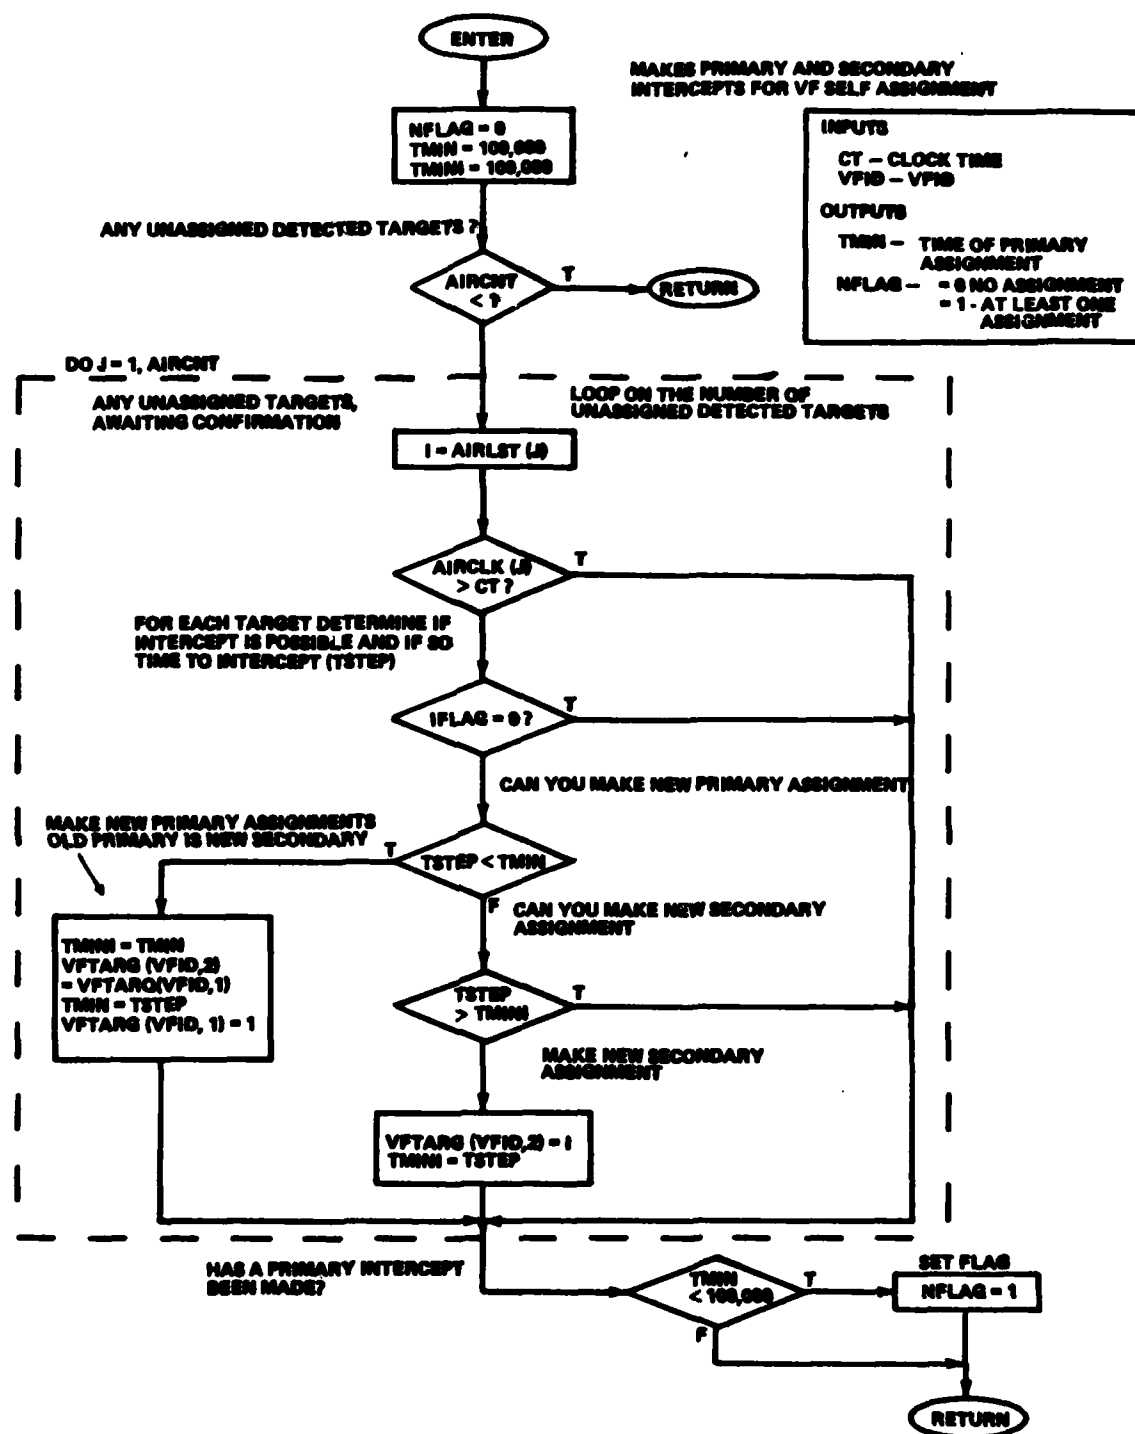 ENTER
MAKES PRIMARY AND SECONDARY
INTERCEPTS FOR VF SELF ASSIGNMENT
NFLAG = 0
TMIN = 100,000
TMINI = 100,000
INPUTS
CT – CLOCK TIME
VFID – VFID
OUTPUTS
TMIN – TIME OF PRIMARY
ASSIGNMENT
NFLAG – = 0 NO ASSIGNMENT
= 1 - AT LEAST ONE
ASSIGNMENT
ANY UNASSIGNED DETECTED TARGETS ?
AIRCNT
< 1
T
RETURN
DO J = 1, AIRCNT
ANY UNASSIGNED TARGETS,
AWAITING CONFIRMATION
LOOP ON THE NUMBER OF
UNASSIGNED DETECTED TARGETS
I = AIRLST (J)
AIRCLK (J)
> CT ?
T
FOR EACH TARGET DETERMINE IF
INTERCEPT IS POSSIBLE AND IF SO
TIME TO INTERCEPT (TSTEP)
IFLAG = 0 ?
T
CAN YOU MAKE NEW PRIMARY ASSIGNMENT
MAKE NEW PRIMARY ASSIGNMENTS
OLD PRIMARY IS NEW SECONDARY
T
TSTEP < TMIN
F
CAN YOU MAKE NEW SECONDARY
ASSIGNMENT
TMINI = TMIN
VFTARG (VFID,2)
= VFTARG(VFID,1)
TMIN = TSTEP
VFTARG (VFID, 1) = 1
TSTEP
> TMINI
T
MAKE NEW SECONDARY
ASSIGNMENT
VFTARG (VFID,2) = I
TMINI = TSTEP
HAS A PRIMARY INTERCEPT
BEEN MADE?
TMIN
< 100,000
T
F
SET FLAG
NFLAG = 1
RETURN